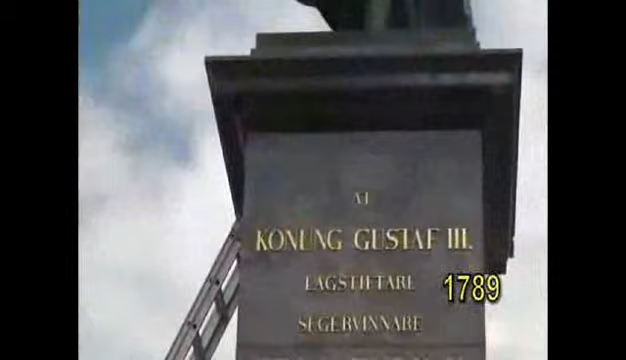 AT
KONUNG GUSTAF III.
LAGSTIFTARE
1789
SEGERVINNARE